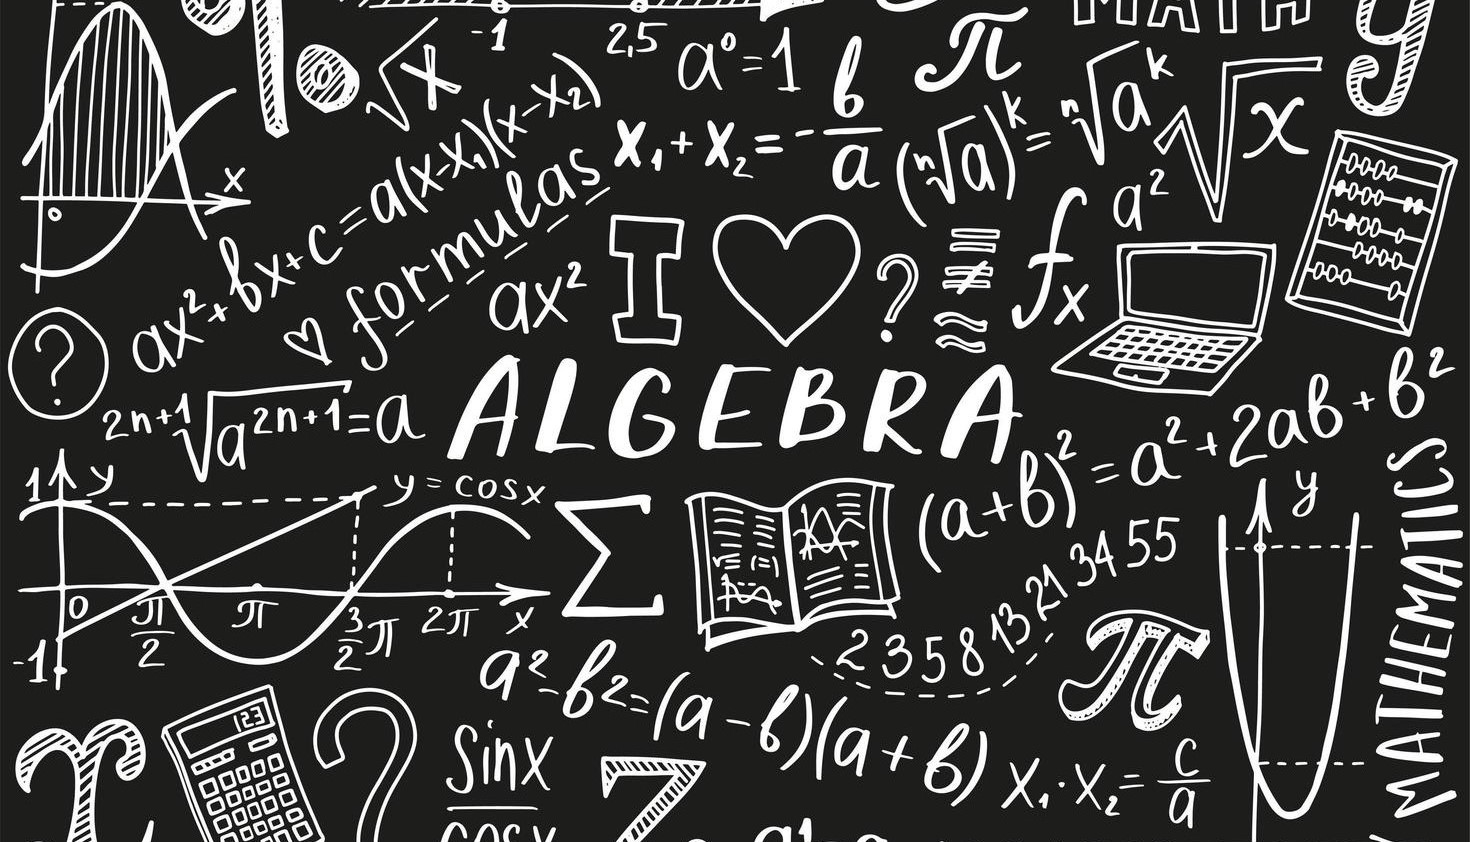 MATH
%
-1 2,5
√x
a⁰=1
π
y
ax²+bx+c=a(x-x₁)(x-x₂)
x₁+x₂=-b/a
(ⁿ√a)ᵏ=ⁿ√aᵏ
√x
x
0
formulas
ax²
I ♡ ?
=
≠
≈
fx
a²
?
ALGEBRA
²ⁿ⁺¹√a²ⁿ⁺¹=a
(a+b)²=a²+2ab+b²
MATHEMATICS
1 y
y=cosx
0 π/2 π 3/2π 2π x
-1
Σ
2 3 5 8 13 21 34 55
y
π
a²-b²=(a-b)(a+b)
x₁·x₂=c/a
x
123
?
sinx
cosx